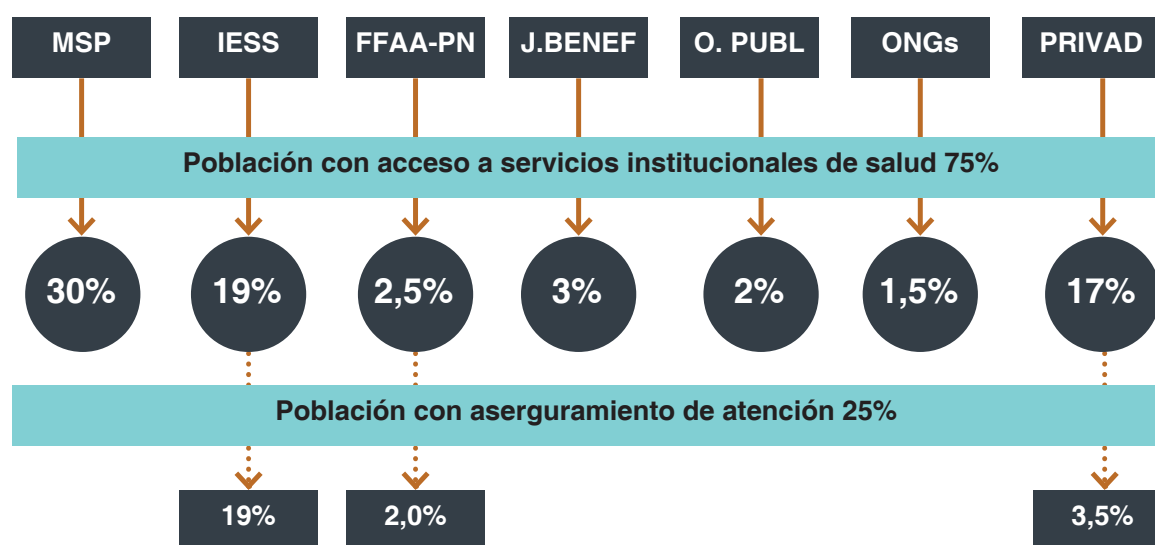 MSP IESS FFAA-PN J.BENEF O. PUBL ONGs PRIVAD
Población con acceso a servicios institucionales de salud 75%
30% 19% 2,5% 3% 2% 1,5% 17%
Población con aserguramiento de atención 25%
19% 2,0% 3,5%